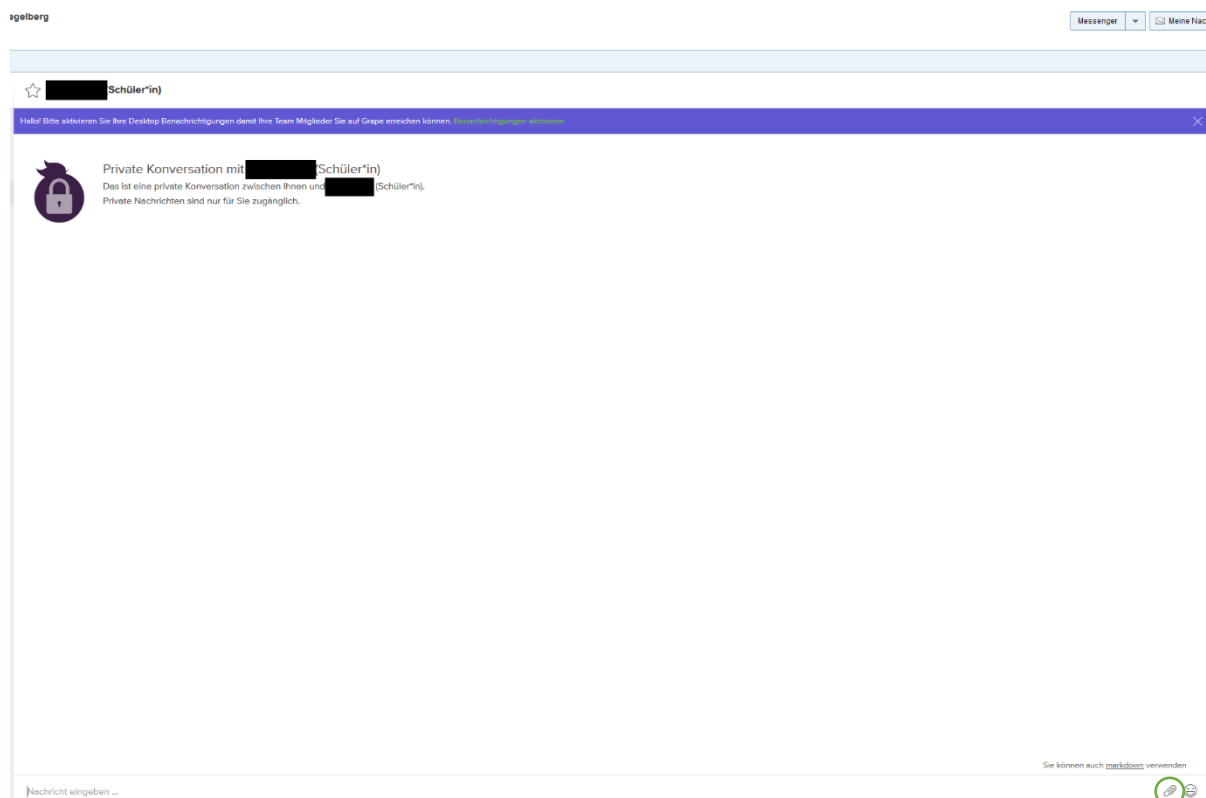 egelberg
Messenger
Meine Nac
Schüler*in)
Hallo! Bitte aktivieren Sie Ihre Desktop Benachrichtigungen damit Ihre Team Mitglieder Sie auf Grape erreichen können. Benachrichtigungen aktivieren
Private Konversation mit (Schüler*in)
Das ist eine private Konversation zwischen Ihnen und (Schüler*in).
Private Nachrichten sind nur für Sie zugänglich.
Sie können auch markdown verwenden
Nachricht eingeben ...